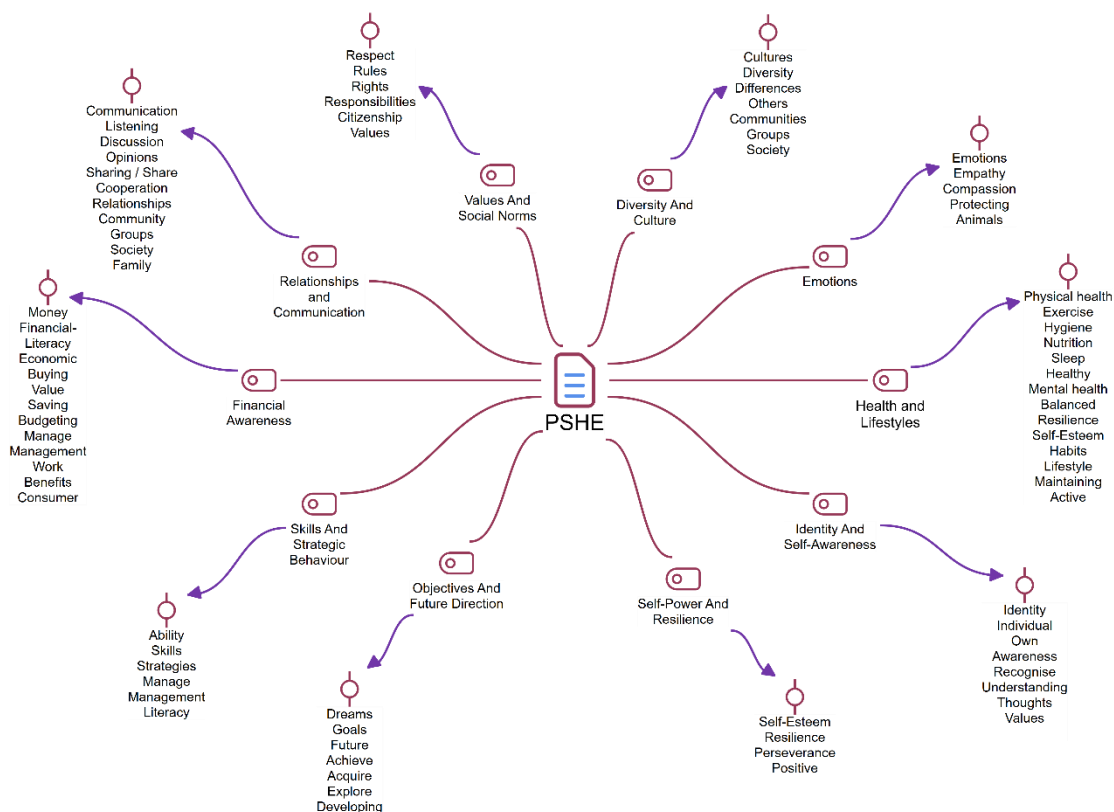 PSHE
Values And
Social Norms
Respect
Rules
Rights
Responsibilities
Citizenship
Values
Diversity And
Culture
Cultures
Diversity
Differences
Others
Communities
Groups
Society
Emotions
Emotions
Empathy
Compassion
Protecting
Animals
Health and
Lifestyles
Physical health
Exercise
Hygiene
Nutrition
Sleep
Healthy
Mental health
Balanced
Resilience
Self-Esteem
Habits
Lifestyle
Maintaining
Active
Identity And
Self-Awareness
Identity
Individual
Own
Awareness
Recognise
Understanding
Thoughts
Values
Self-Power And
Resilience
Self-Esteem
Resilience
Perseverance
Positive
Objectives And
Future Direction
Dreams
Goals
Future
Achieve
Acquire
Explore
Developing
Skills And
Strategic
Behaviour
Ability
Skills
Strategies
Manage
Management
Literacy
Financial
Awareness
Money
Financial-
Literacy
Economic
Buying
Value
Saving
Budgeting
Manage
Management
Work
Benefits
Consumer
Relationships
and
Communication
Communication
Listening
Discussion
Opinions
Sharing / Share
Cooperation
Relationships
Community
Groups
Society
Family